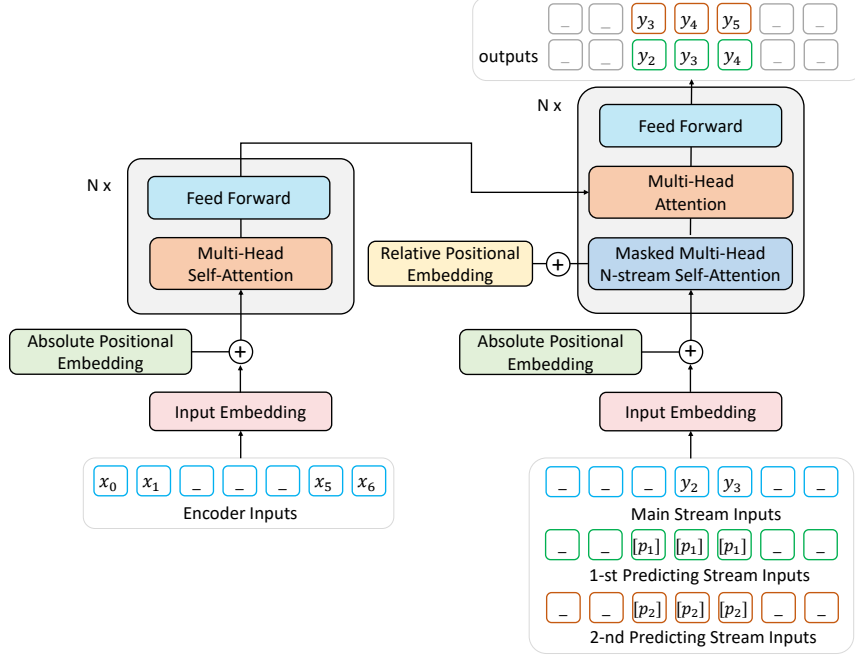 _ _ y₃ y₄ y₅ _ _
outputs _ _ y₂ y₃ y₄ _ _
N x
Feed Forward
Multi-Head
Attention
Masked Multi-Head
N-stream Self-Attention
Relative Positional
Embedding
+
N x
Feed Forward
Multi-Head
Self-Attention
Absolute Positional
Embedding
+
Absolute Positional
Embedding
+
Input Embedding
Input Embedding
x₀ x₁ _ _ _ x₅ x₆
Encoder Inputs
_ _ _ y₂ y₃ _ _
Main Stream Inputs
_ _ [p₁] [p₁] [p₁] _ _
1-st Predicting Stream Inputs
_ _ [p₂] [p₂] [p₂] _ _
2-nd Predicting Stream Inputs